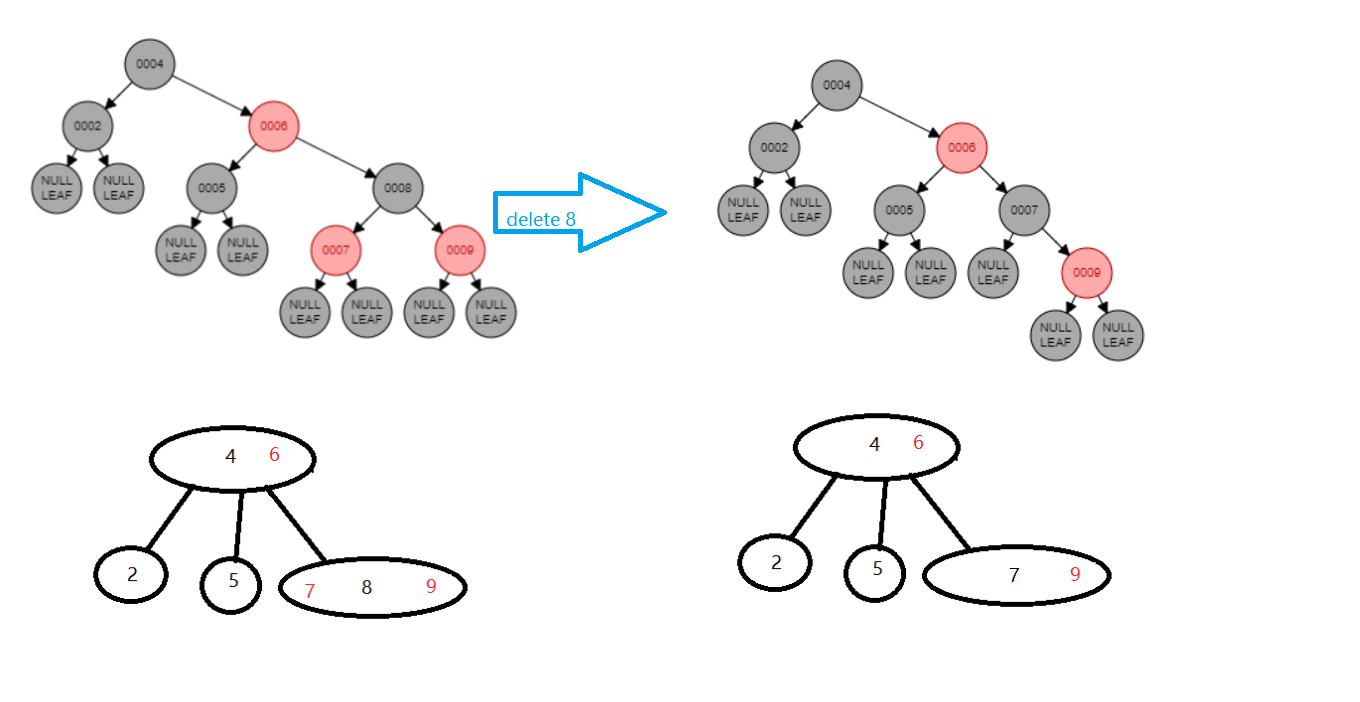 0004
0002
0006
NULL
LEAF
NULL
LEAF
0005
0008
NULL
LEAF
NULL
LEAF
0007
0009
NULL
LEAF
NULL
LEAF
NULL
LEAF
NULL
LEAF
delete 8
0004
0002
0006
NULL
LEAF
NULL
LEAF
0005
0007
NULL
LEAF
NULL
LEAF
NULL
LEAF
0009
NULL
LEAF
NULL
LEAF
4 6
2
5
7 8 9
4 6
2
5
7 9